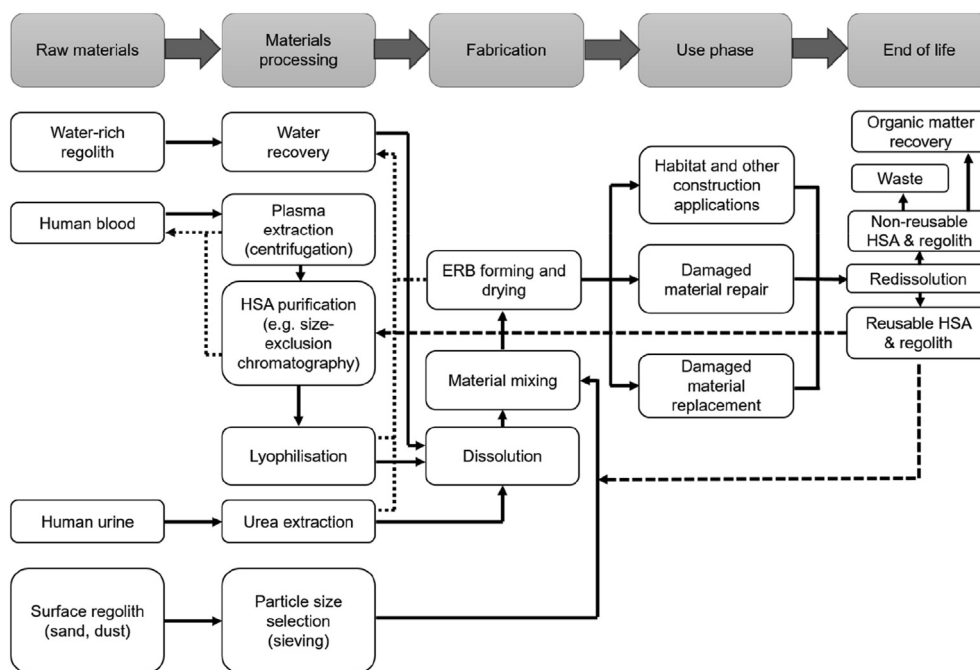 Raw materials
Materials
processing
Fabrication
Use phase
End of life
Water-rich
regolith
Water
recovery
Organic matter
recovery
Habitat and other
construction
applications
Waste
Human blood
Plasma
extraction
(centrifugation)
Non-reusable
HSA & regolith
ERB forming and
drying
Damaged
material repair
Redissolution
HSA purification
(e.g. size-
exclusion
chromatography)
Reusable HSA
& regolith
Material mixing
Damaged
material
replacement
Lyophilisation
Dissolution
Human urine
Urea extraction
Surface regolith
(sand, dust)
Particle size
selection
(sieving)